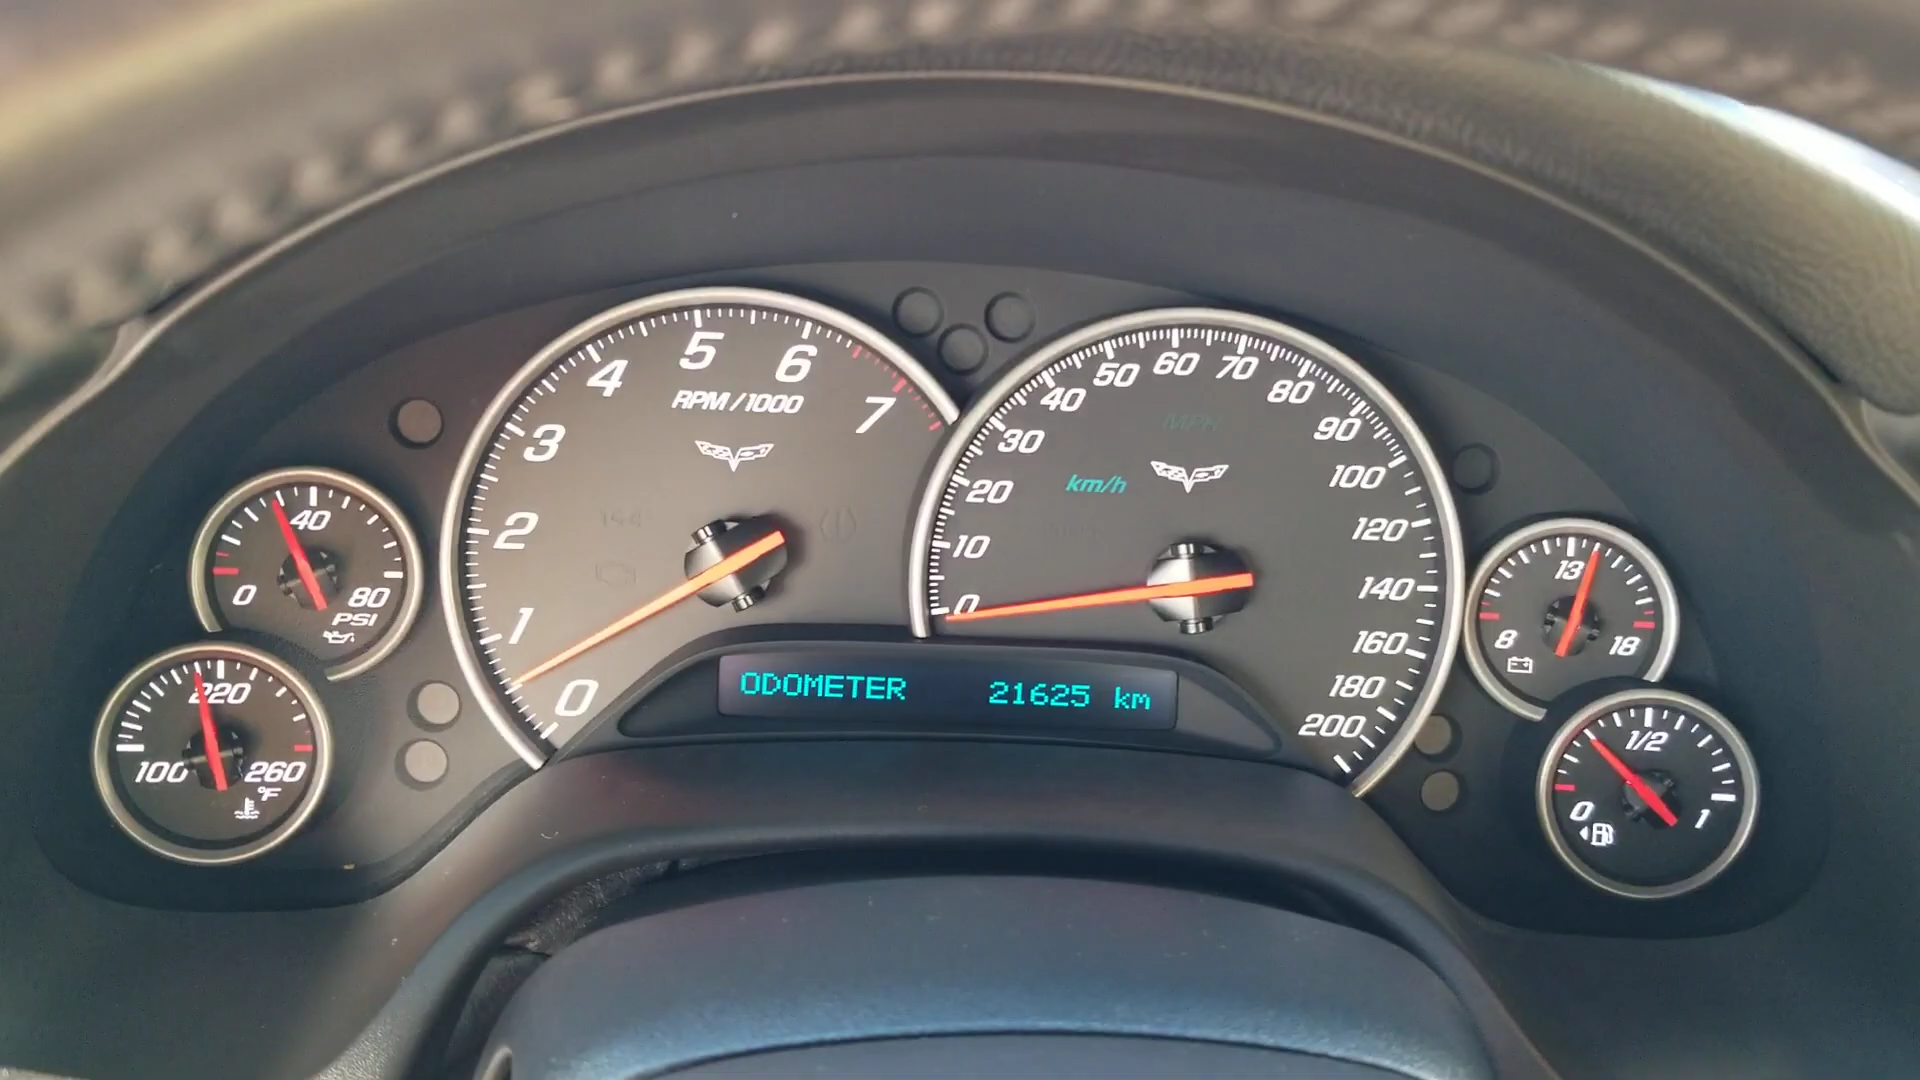 0 1 2 3 4 5 6 7
RPM/1000
0 10 20 30 40 50 60 70 80 90 100 120 140 160 180 200
MPH
km/h
0 40 80
PSI
100 220 260
°F
8 13 18
0 1/2 1
ODOMETER 21625 km